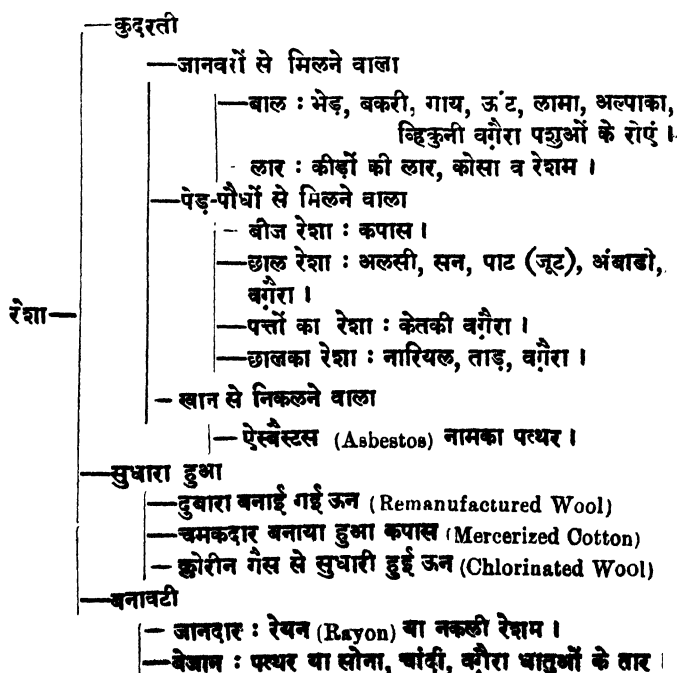 कुदरती
जानवरों से मिलने वाला
बाल : भेड़, बकरी, गाय, ऊंट, लामा, अल्पाका,
व्हिकुनी वग़ैरा पशुओं के रोएं ।
लार : कीड़ों की लार, कोसा व रेशम ।
पेड़-पौधों से मिलने वाला
बीज रेशा : कपास ।
छाल रेशा : अलसी, सन, पाट (जूट), अंबाडी,
वग़ैरा ।
रेशा
पत्तों का रेशा : केतकी वग़ैरा ।
छालका रेशा : नारियल, ताड़, वग़ैरा ।
खान से निकलने वाला
ऐस्बैस्टस (Asbestos) नामका पत्थर ।
सुधारा हुआ
दुबारा बनाई गई ऊन (Remanufactured Wool)
चमकदार बनाया हुआ कपास (Mercerized Cotton)
क्लोरीन गैस से सुधारी हुई ऊन (Chlorinated Wool)
बनावटी
जानदार : रेयन (Rayon) या नकली रेशम ।
बेजान : पत्थर या सोना, चांदी, वग़ैरा धातुओं के तार ।